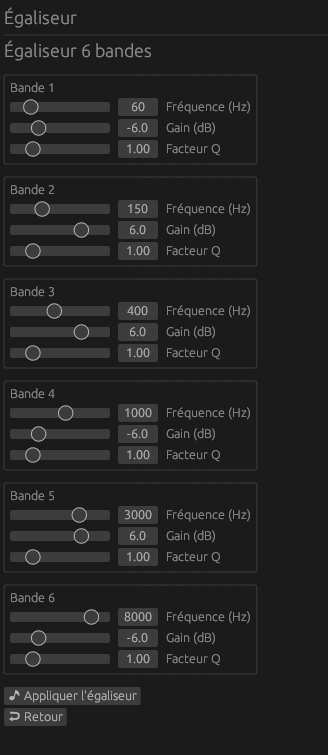 Égaliseur
Égaliseur 6 bandes
Bande 1
60 Fréquence (Hz)
-6.0 Gain (dB)
1.00 Facteur Q
Bande 2
150 Fréquence (Hz)
6.0 Gain (dB)
1.00 Facteur Q
Bande 3
400 Fréquence (Hz)
6.0 Gain (dB)
1.00 Facteur Q
Bande 4
1000 Fréquence (Hz)
-6.0 Gain (dB)
1.00 Facteur Q
Bande 5
3000 Fréquence (Hz)
6.0 Gain (dB)
1.00 Facteur Q
Bande 6
8000 Fréquence (Hz)
-6.0 Gain (dB)
1.00 Facteur Q
Appliquer l'égaliseur
Retour